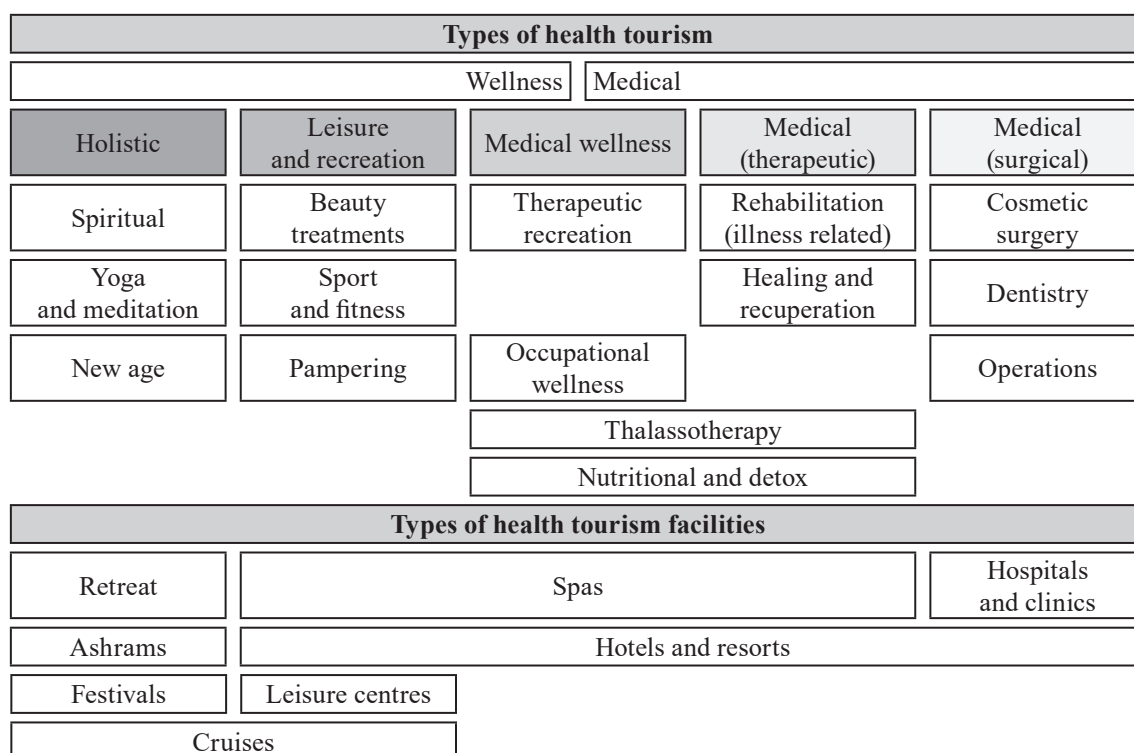 Types of health tourism
Wellness
Medical
Holistic
Leisure
and recreation
Medical wellness
Medical
(therapeutic)
Medical
(surgical)
Spiritual
Beauty
treatments
Therapeutic
recreation
Rehabilitation
(illness related)
Cosmetic
surgery
Yoga
and meditation
Sport
and fitness
Healing and
recuperation
Dentistry
New age
Pampering
Occupational
wellness
Operations
Thalassotherapy
Nutritional and detox
Types of health tourism facilities
Retreat
Spas
Hospitals
and clinics
Ashrams
Hotels and resorts
Festivals
Leisure centres
Cruises